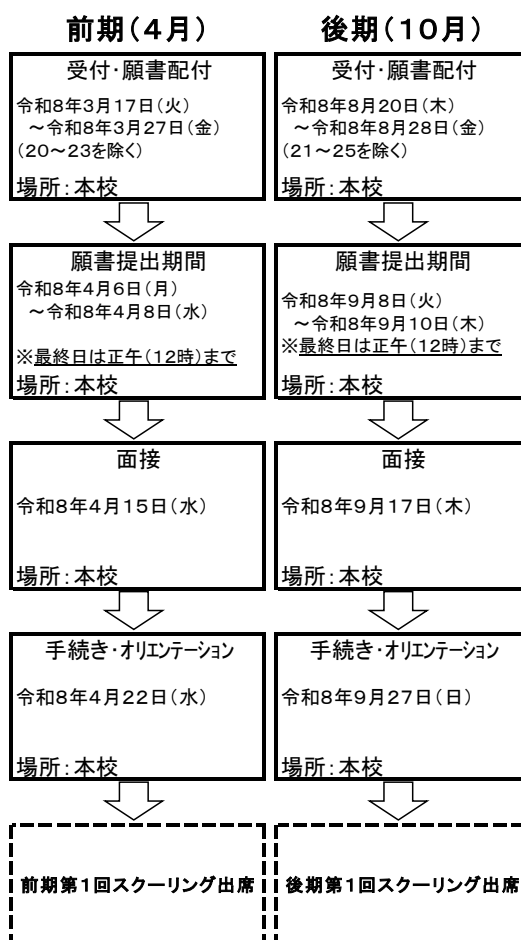 前期(4月)
受付・願書配付
令和8年3月17日(火)
~令和8年3月27日(金)
(20~23を除く)
場所:本校
願書提出期間
令和8年4月6日(月)
~令和8年4月8日(水)
※最終日は正午(12時)まで
場所:本校
面接
令和8年4月15日(水)
場所:本校
手続き・オリエンテーション
令和8年4月22日(水)
場所:本校
前期第1回スクーリング出席
後期(10月)
受付・願書配付
令和8年8月20日(木)
~令和8年8月28日(金)
(21~25を除く)
場所:本校
願書提出期間
令和8年9月8日(火)
~令和8年9月10日(木)
※最終日は正午(12時)まで
場所:本校
面接
令和8年9月17日(木)
場所:本校
手続き・オリエンテーション
令和8年9月27日(日)
場所:本校
後期第1回スクーリング出席